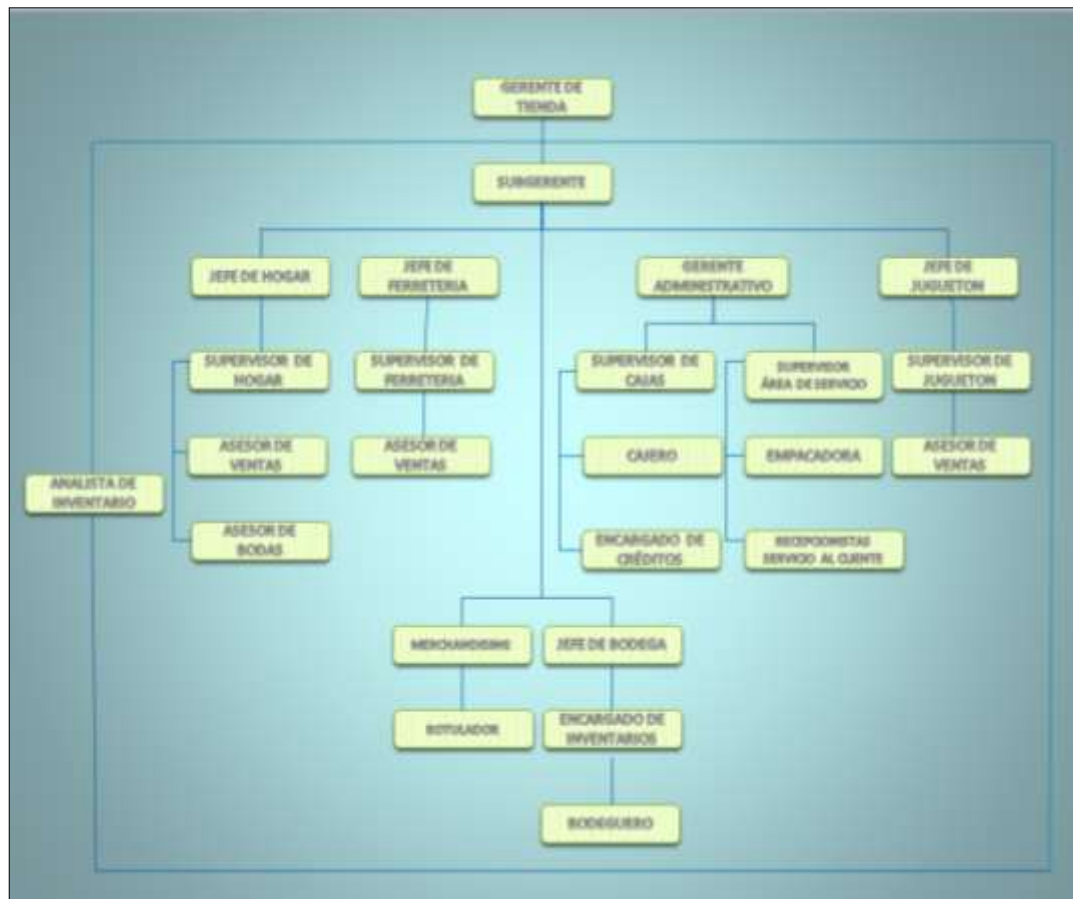 GERENTE DE
TIENDA
SUBGERENTE
JEFE DE HOGAR
JEFE DE
FERRETERIA
GERENTE
ADMINISTRATIVO
JEFE DE
JUGUETON
SUPERVISOR DE
HOGAR
SUPERVISOR DE
FERRETERIA
SUPERVISOR DE
CAJAS
SUPERVISOR
ÁREA DE SERVICIO
SUPERVISOR DE
JUGUETON
ASESOR DE
VENTAS
ASESOR DE
VENTAS
CAJERO
EMPACADORA
ASESOR DE
VENTAS
ANALISTA DE
INVENTARIO
ASESOR DE
BODAS
ENCARGADO DE
CRÉDITOS
RECEPCIONISTAS
SERVICIO AL CLIENTE
MERCHANDISING
JEFE DE BODEGA
ROTULADOR
ENCARGADO DE
INVENTARIOS
BODEGUERO